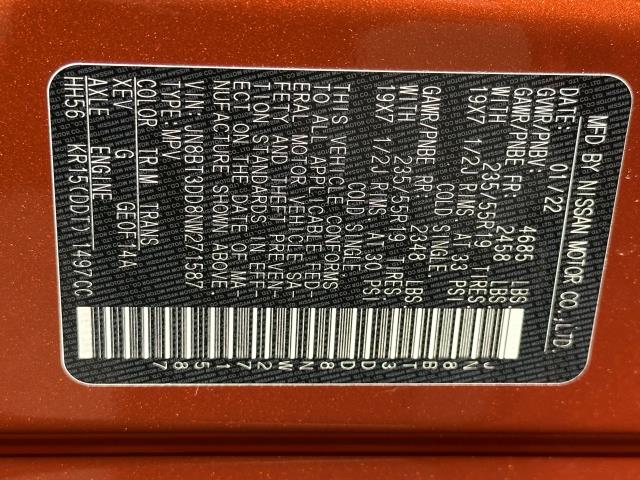 MFD BY NISSAN MOTOR CO.,LTD.
DATE: 01/22
GVWR/PNBV: 4665 LBS
GAWR/PNBE FR: 2458 LBS
WITH 235/55R19 TIRES,
19X7 1/2J RIMS AT 33 PSI
COLD SINGLE
GAWR/PNBE RR: 2348 LBS
WITH 235/55R19 TIRES,
19X7 1/2J RIMS AT 30 PSI
COLD SINGLE
THIS VEHICLE CONFORMS
TO ALL APPLICABLE FED-
ERAL MOTOR VEHICLE SA-
FETY AND THEFT PREVEN-
TION STANDARDS IN EFF-
ECT ON THE DATE OF MA-
NUFACTURE SHOWN ABOVE.
VIN: JN8BT3DD8NW271587
TYPE: MPV
COLOR: TRIM: TRANS:
XEV G GE0F14A
AXLE: ENGINE:
HH56 KR15(DDT) 1497CC
JN8BT3DD8NW271587